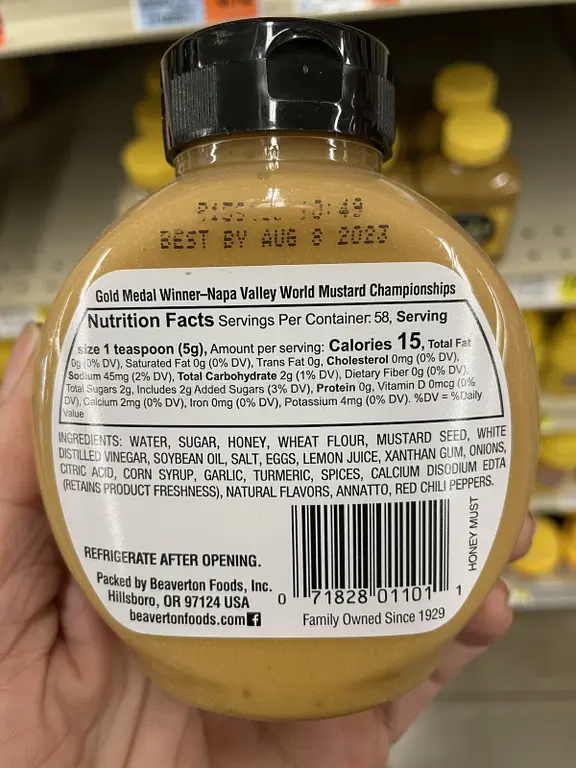 10:49
BEST BY AUG 8 2023
Gold Medal Winner–Napa Valley World Mustard Championships
Nutrition Facts Servings Per Container: 58, Serving
size 1 teaspoon (5g), Amount per serving: Calories 15, Total Fat
0g (0% DV), Saturated Fat 0g (0% DV), Trans Fat 0g, Cholesterol 0mg (0% DV),
Sodium 45mg (2% DV), Total Carbohydrate 2g (1% DV), Dietary Fiber 0g (0% DV),
Total Sugars 2g, Includes 2g Added Sugars (3% DV), Protein 0g, Vitamin D 0mcg (0%
DV), Calcium 2mg (0% DV), Iron 0mg (0% DV), Potassium 4mg (0% DV). %DV = %Daily
Value
INGREDIENTS: WATER, SUGAR, HONEY, WHEAT FLOUR, MUSTARD SEED, WHITE
DISTILLED VINEGAR, SOYBEAN OIL, SALT, EGGS, LEMON JUICE, XANTHAN GUM, ONIONS,
CITRIC ACID, CORN SYRUP, GARLIC, TURMERIC, SPICES, CALCIUM DISODIUM EDTA
(RETAINS PRODUCT FRESHNESS), NATURAL FLAVORS, ANNATTO, RED CHILI PEPPERS.
REFRIGERATE AFTER OPENING.
Packed by Beaverton Foods, Inc.
Hillsboro, OR 97124 USA
beavertonfoods.com
0 71828 01101 1
HONEY MUST
Family Owned Since 1929